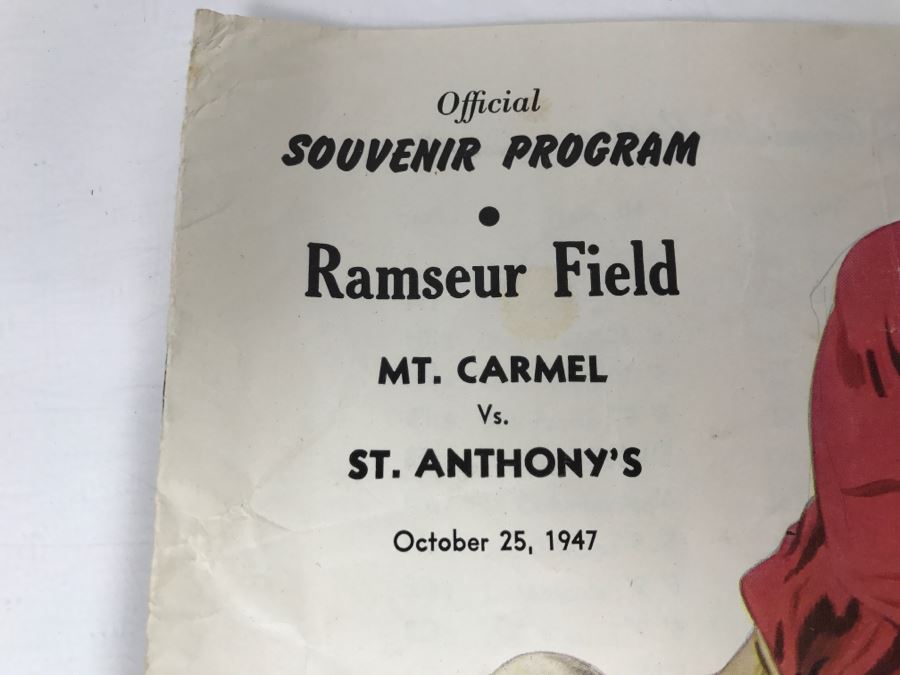 Official
SOUVENIR PROGRAM
Ramseur Field
MT. CARMEL
Vs.
ST. ANTHONY'S
October 25, 1947